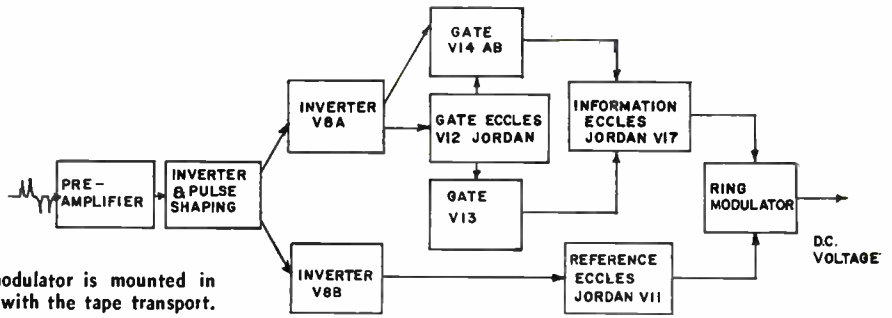 GATE
V14 AB
INVERTER
V8A
GATE ECCLES
V12 JORDAN
INFORMATION
ECCLES
JORDAN V17
PRE-
AMPLIFIER
INVERTER
& PULSE
SHAPING
GATE
V13
RING
MODULATOR
D.C.
VOLTAGE
INVERTER
V8B
REFERENCE
ECCLES
JORDAN V11
odulator is mounted in
with the tape transport.